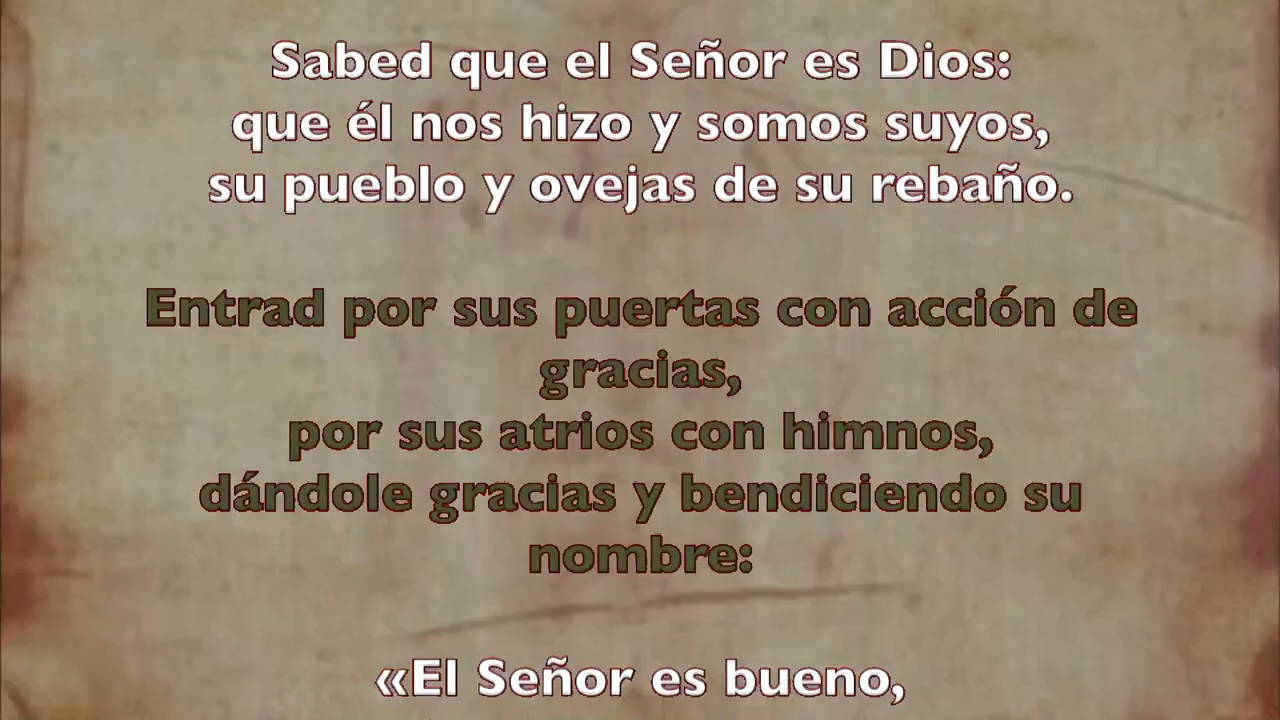 Sabed que el Señor es Dios:
que él nos hizo y somos suyos,
su pueblo y ovejas de su rebaño.
Entrad por sus puertas con acción de
gracias,
por sus atrios con himnos,
dándole gracias y bendiciendo su
nombre:
«El Señor es bueno,